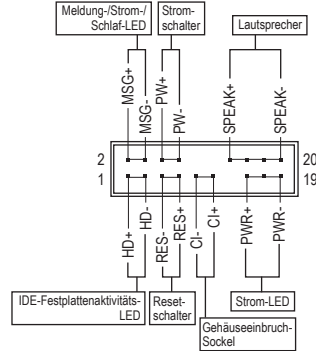 Meldung-/Strom-/
Schlaf-LED
Strom-
schalter
Lautsprecher
MSG+
MSG-
PW+
PW-
SPEAK+
SPEAK-
2
20
1
19
HD+
HD-
RES-
RES+
CI-
CI+
PWR+
PWR-
IDE-Festplattenaktivitäts-
LED
Reset-
schalter
Strom-LED
Gehäuseeinbruch-
Sockel